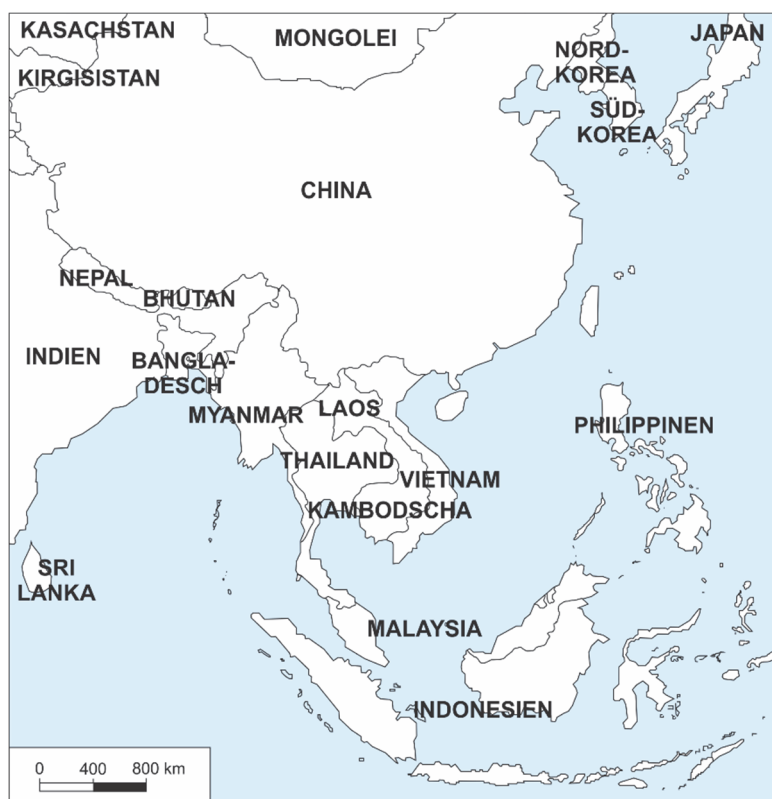 KASACHSTAN
MONGOLEI
JAPAN
NORD-
KOREA
KIRGISISTAN
SÜD-
KOREA
CHINA
NEPAL
BHUTAN
INDIEN
BANGLA-
DESCH
MYANMAR
LAOS
PHILIPPINEN
THAILAND
VIETNAM
KAMBODSCHA
SRI
LANKA
MALAYSIA
INDONESIEN
0 400 800 km